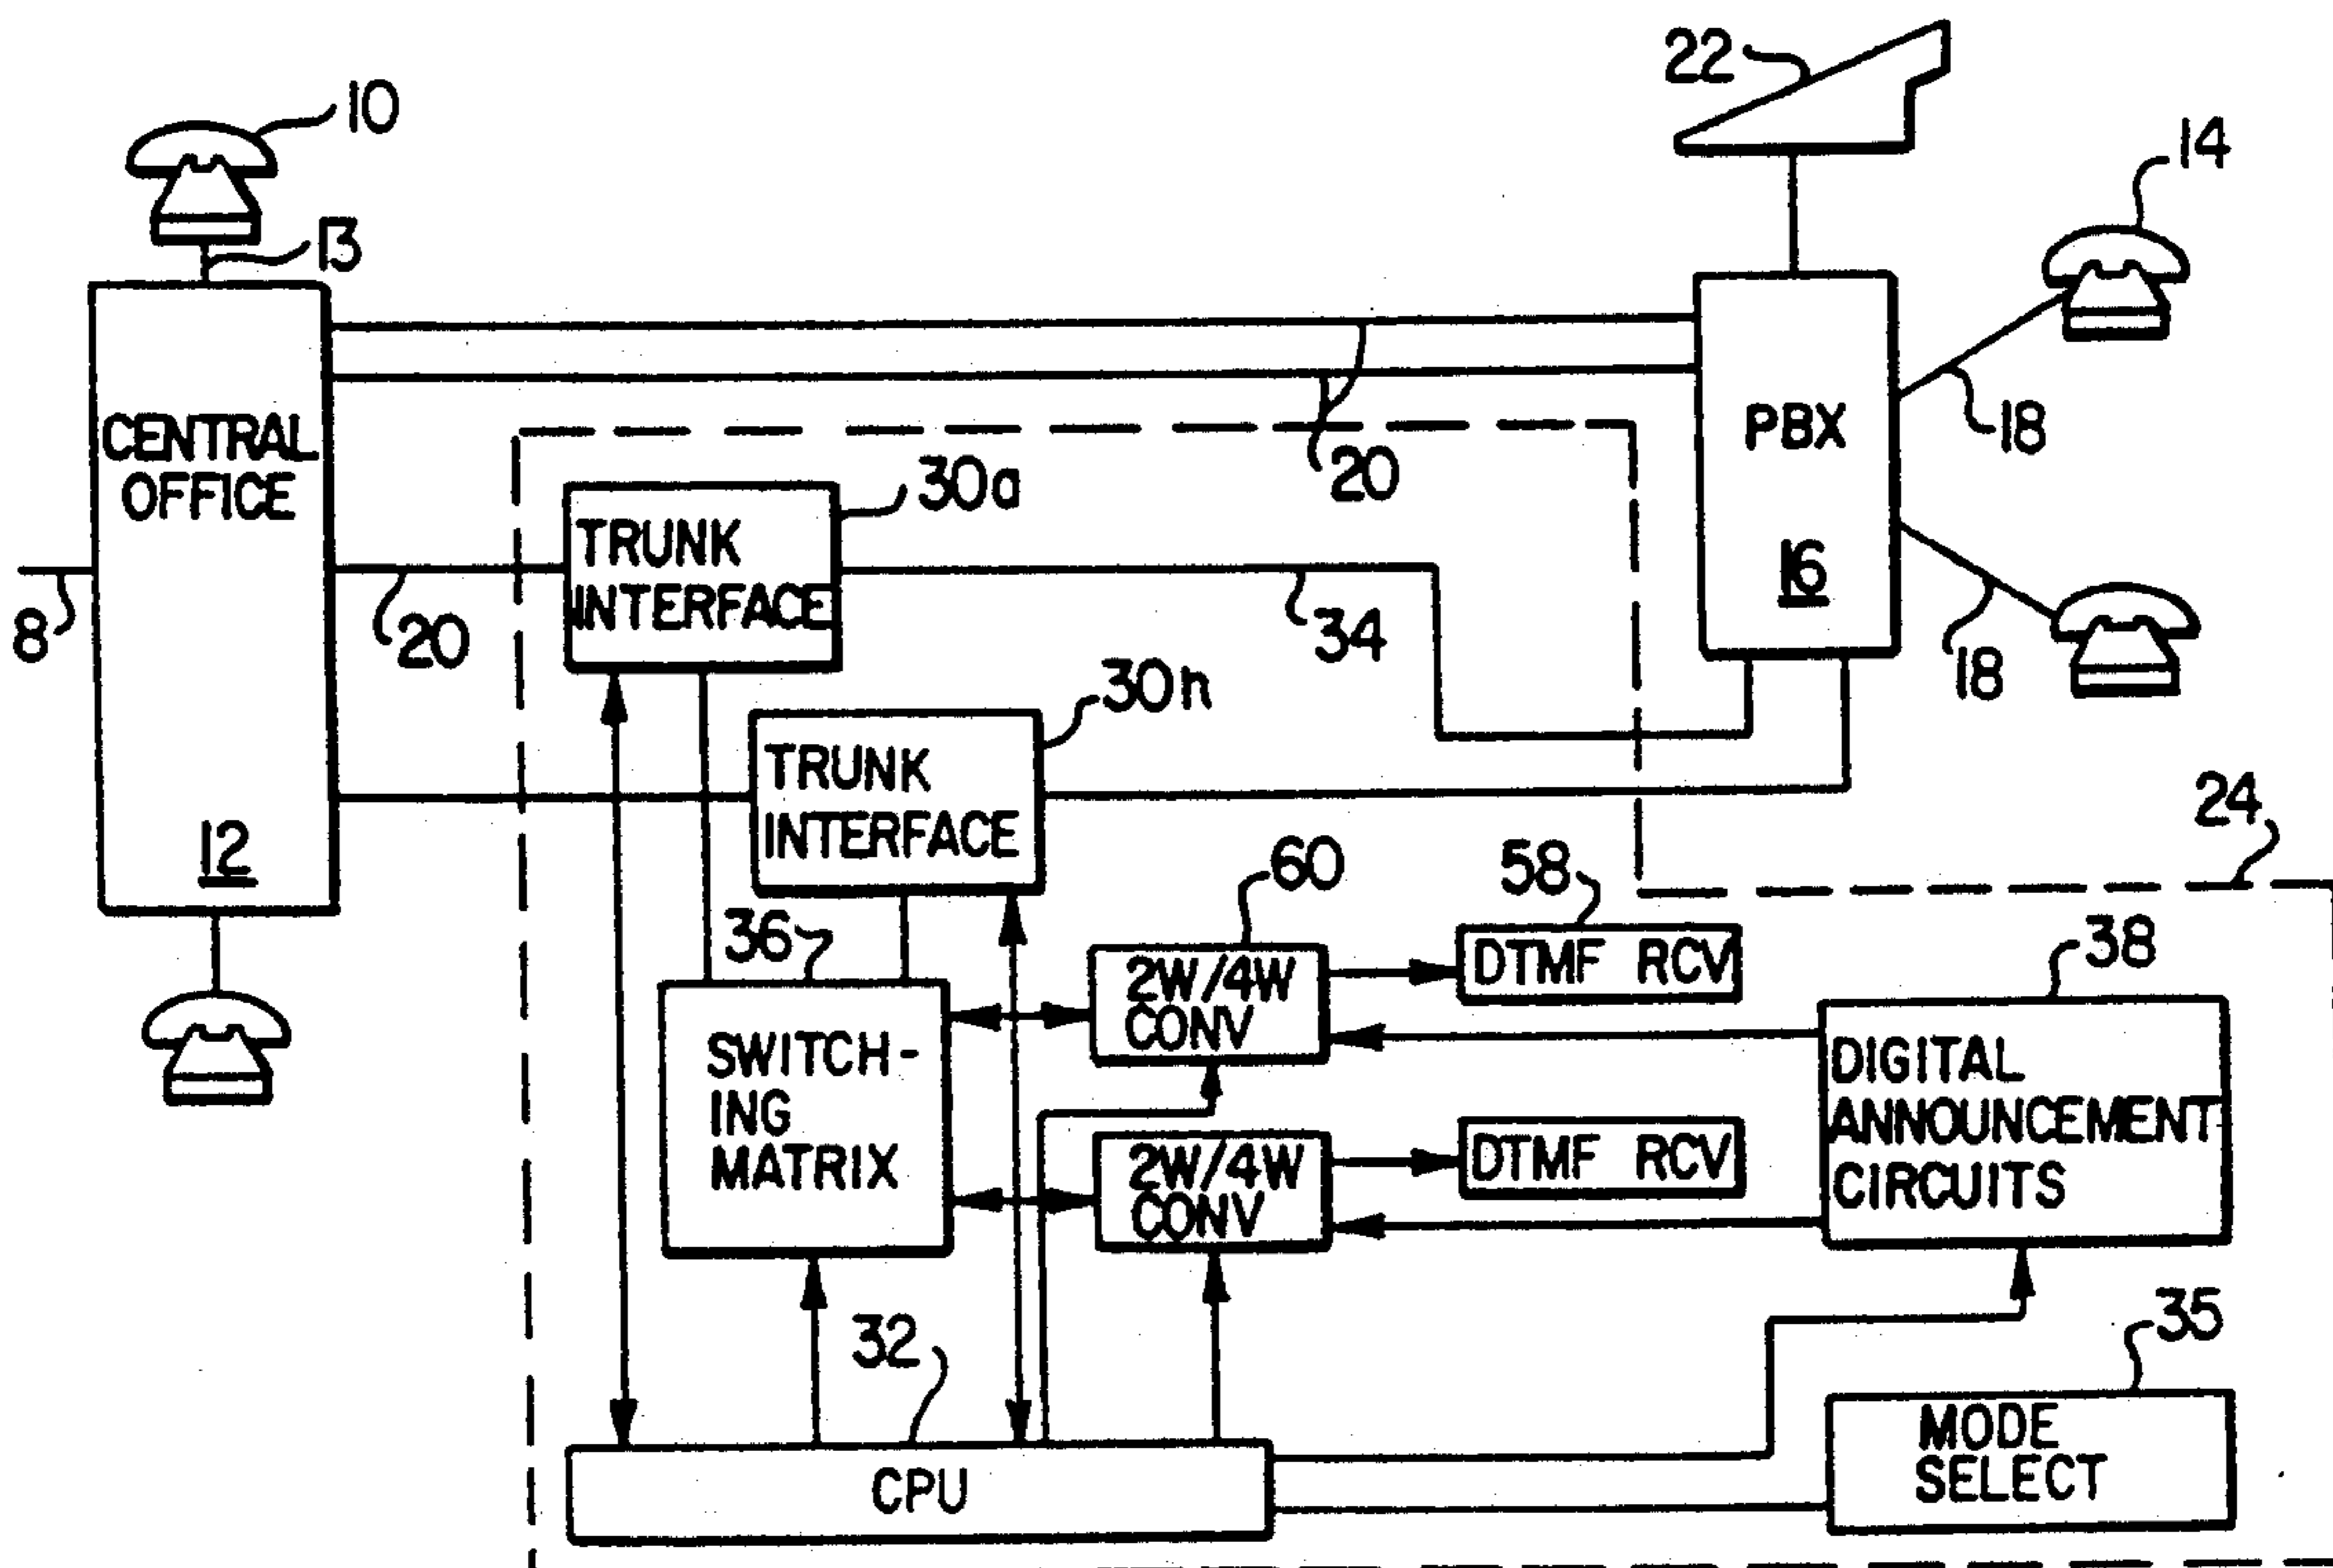 10
13
22
14
CENTRAL
OFFICE
12
8
20
20
PBX
16
18
18
30a
TRUNK
INTERFACE
34
30n
TRUNK
INTERFACE
24
36
SWITCH-
ING
MATRIX
60
2W/4W
CONV
58
DTMF RCV
38
DIGITAL
ANNOUNCEMENT
CIRCUITS
2W/4W
CONV
DTMF RCV
32
CPU
35
MODE
SELECT